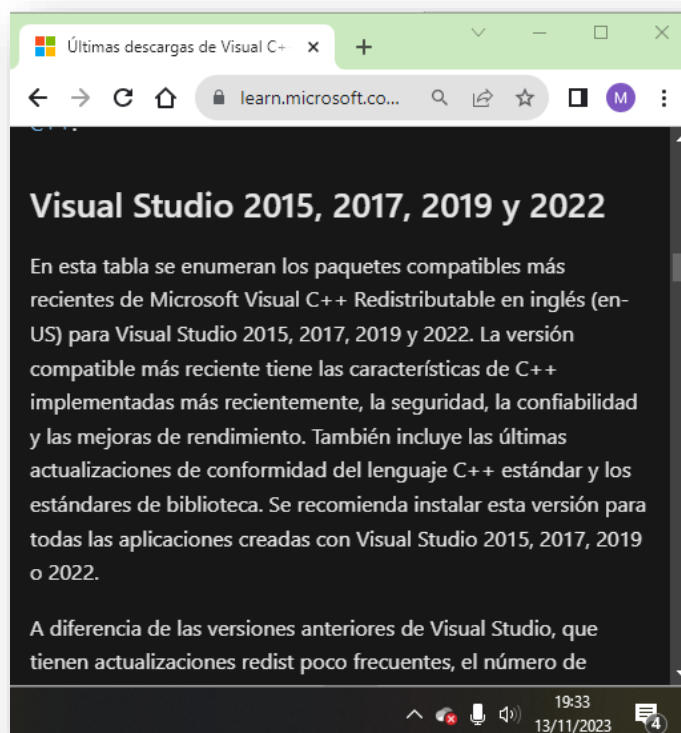 Últimas descargas de Visual C+
learn.microsoft.co...
M
C++.
Visual Studio 2015, 2017, 2019 y 2022
En esta tabla se enumeran los paquetes compatibles más
recientes de Microsoft Visual C++ Redistributable en inglés (en-
US) para Visual Studio 2015, 2017, 2019 y 2022. La versión
compatible más reciente tiene las características de C++
implementadas más recientemente, la seguridad, la confiabilidad
y las mejoras de rendimiento. También incluye las últimas
actualizaciones de conformidad del lenguaje C++ estándar y los
estándares de biblioteca. Se recomienda instalar esta versión para
todas las aplicaciones creadas con Visual Studio 2015, 2017, 2019
o 2022.
A diferencia de las versiones anteriores de Visual Studio, que
tienen actualizaciones redist poco frecuentes, el número de
19:33
13/11/2023
4